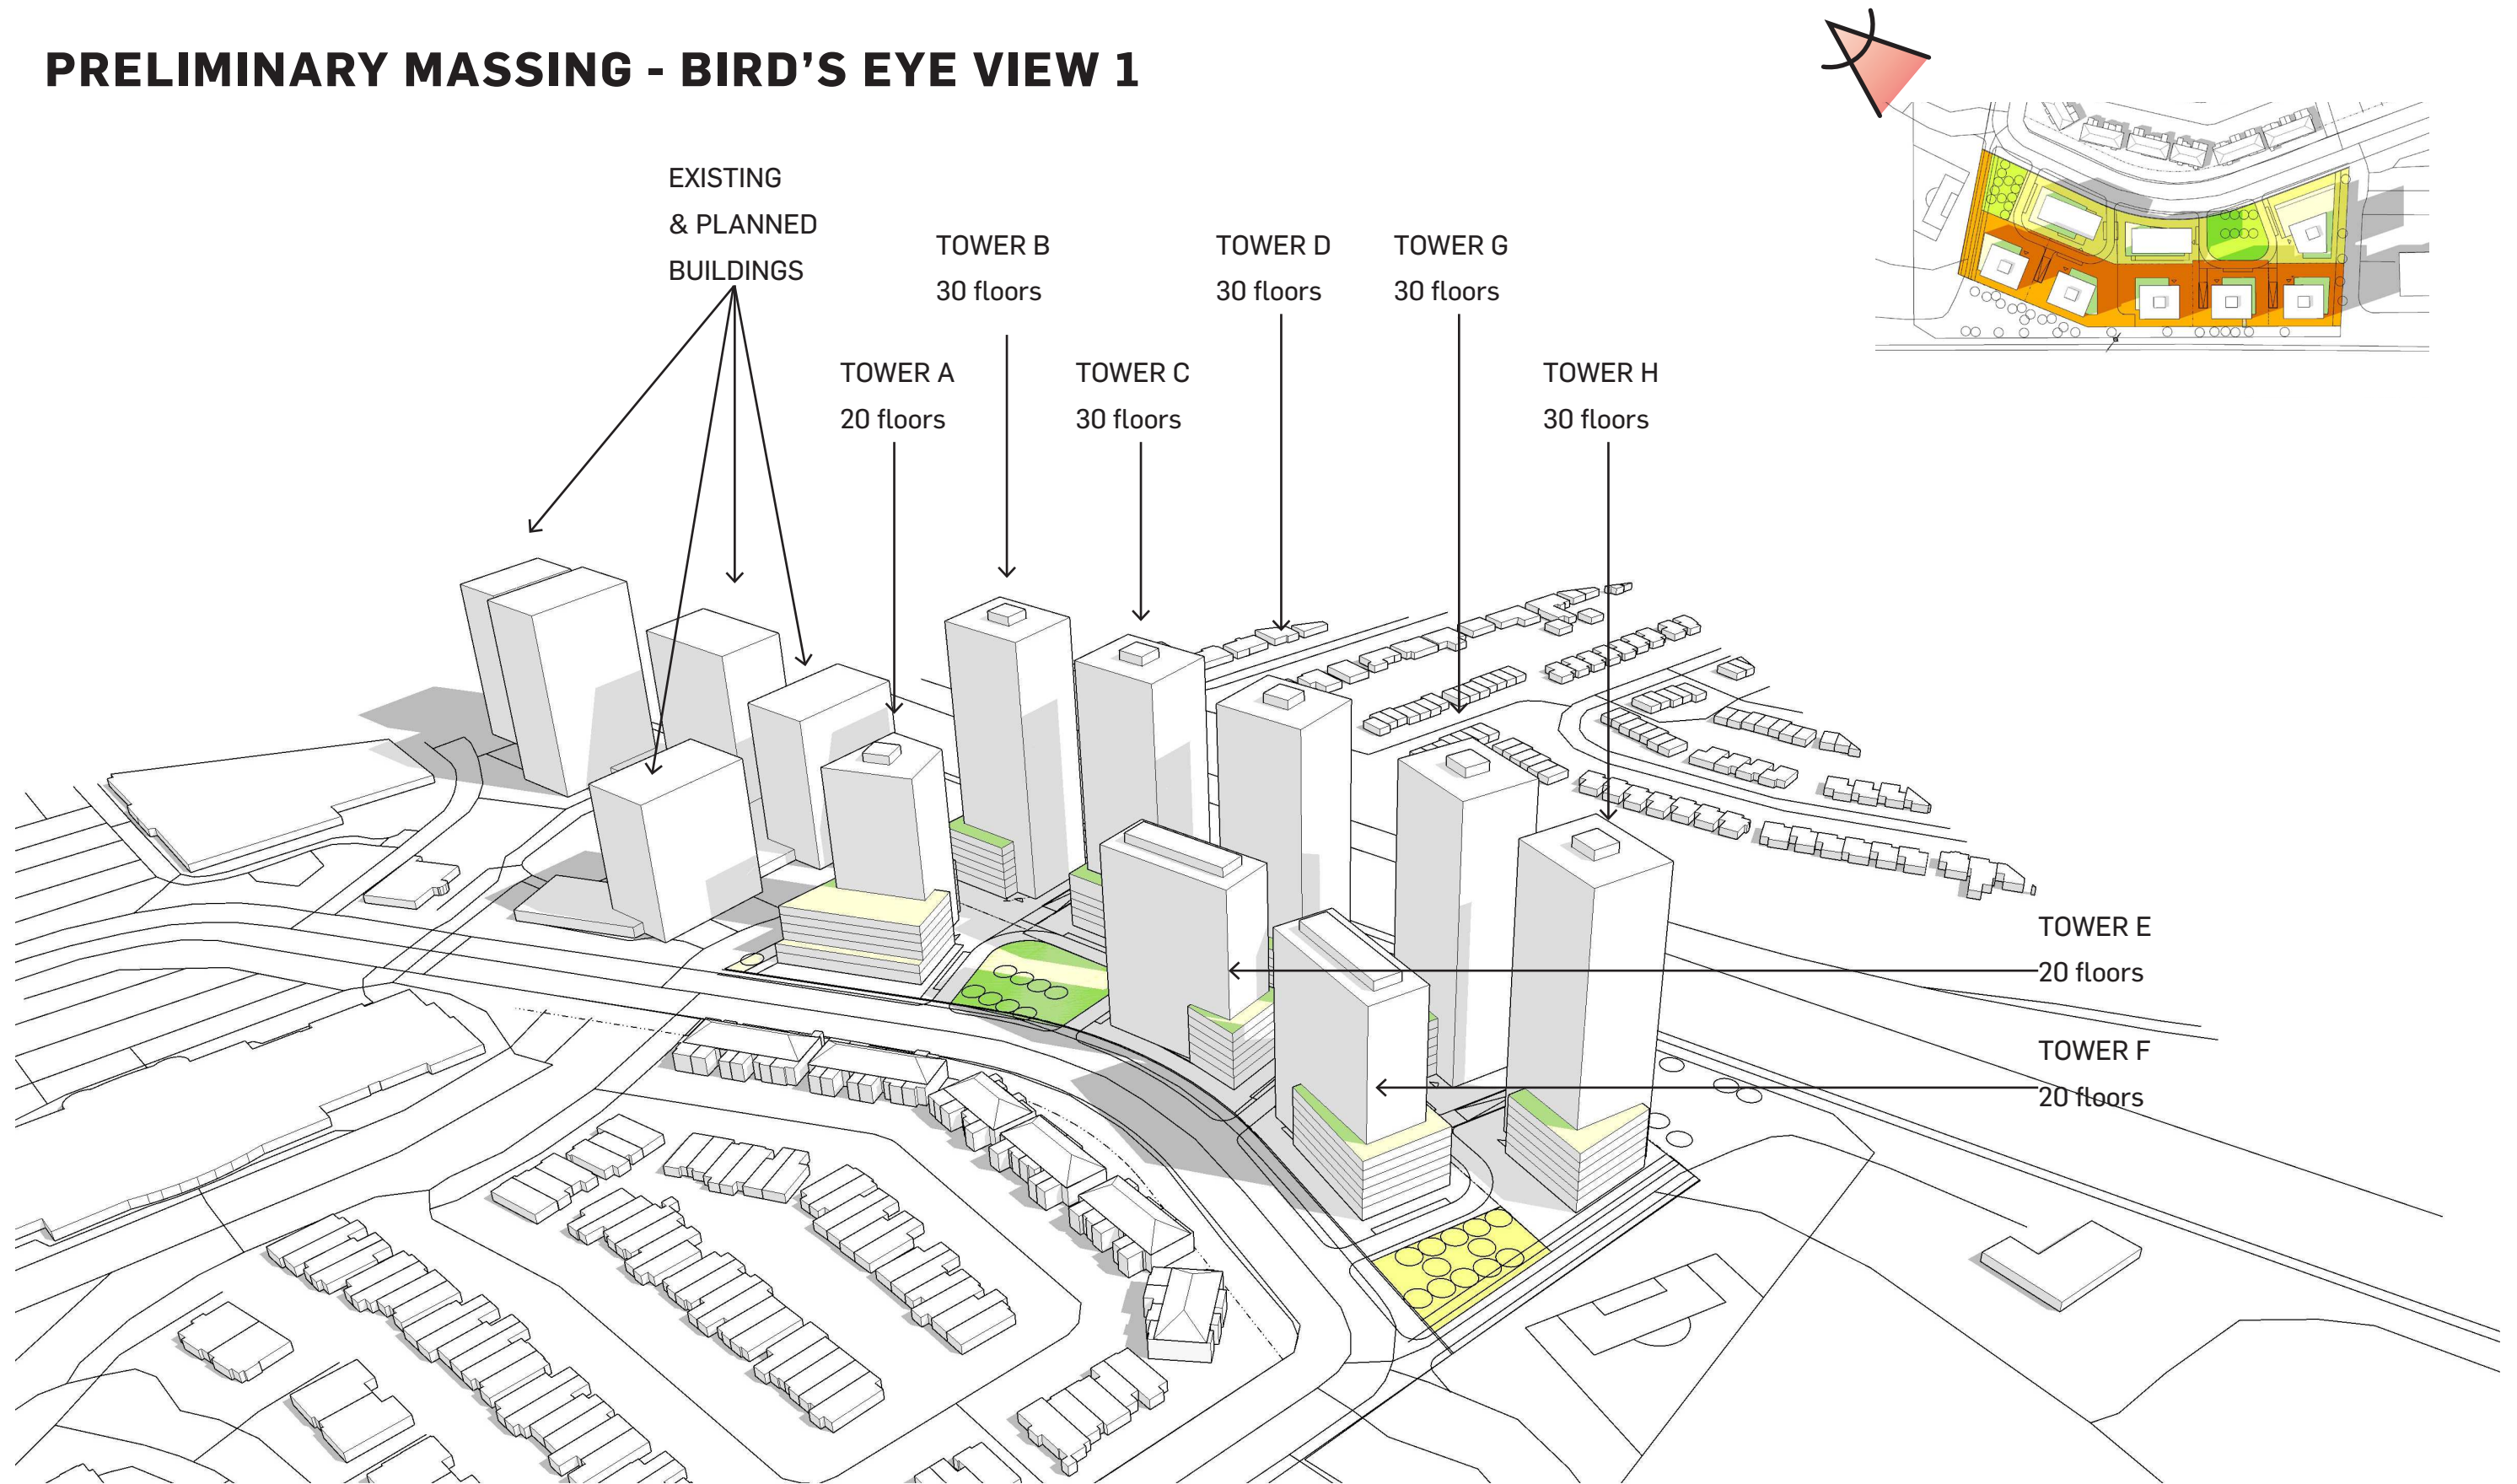 PRELIMINARY MASSING - BIRD'S EYE VIEW 1
EXISTING
& PLANNED
BUILDINGS
TOWER B
30 floors
TOWER D
30 floors
TOWER G
30 floors
TOWER A
20 floors
TOWER C
30 floors
TOWER H
30 floors
TOWER E
20 floors
TOWER F
20 floors